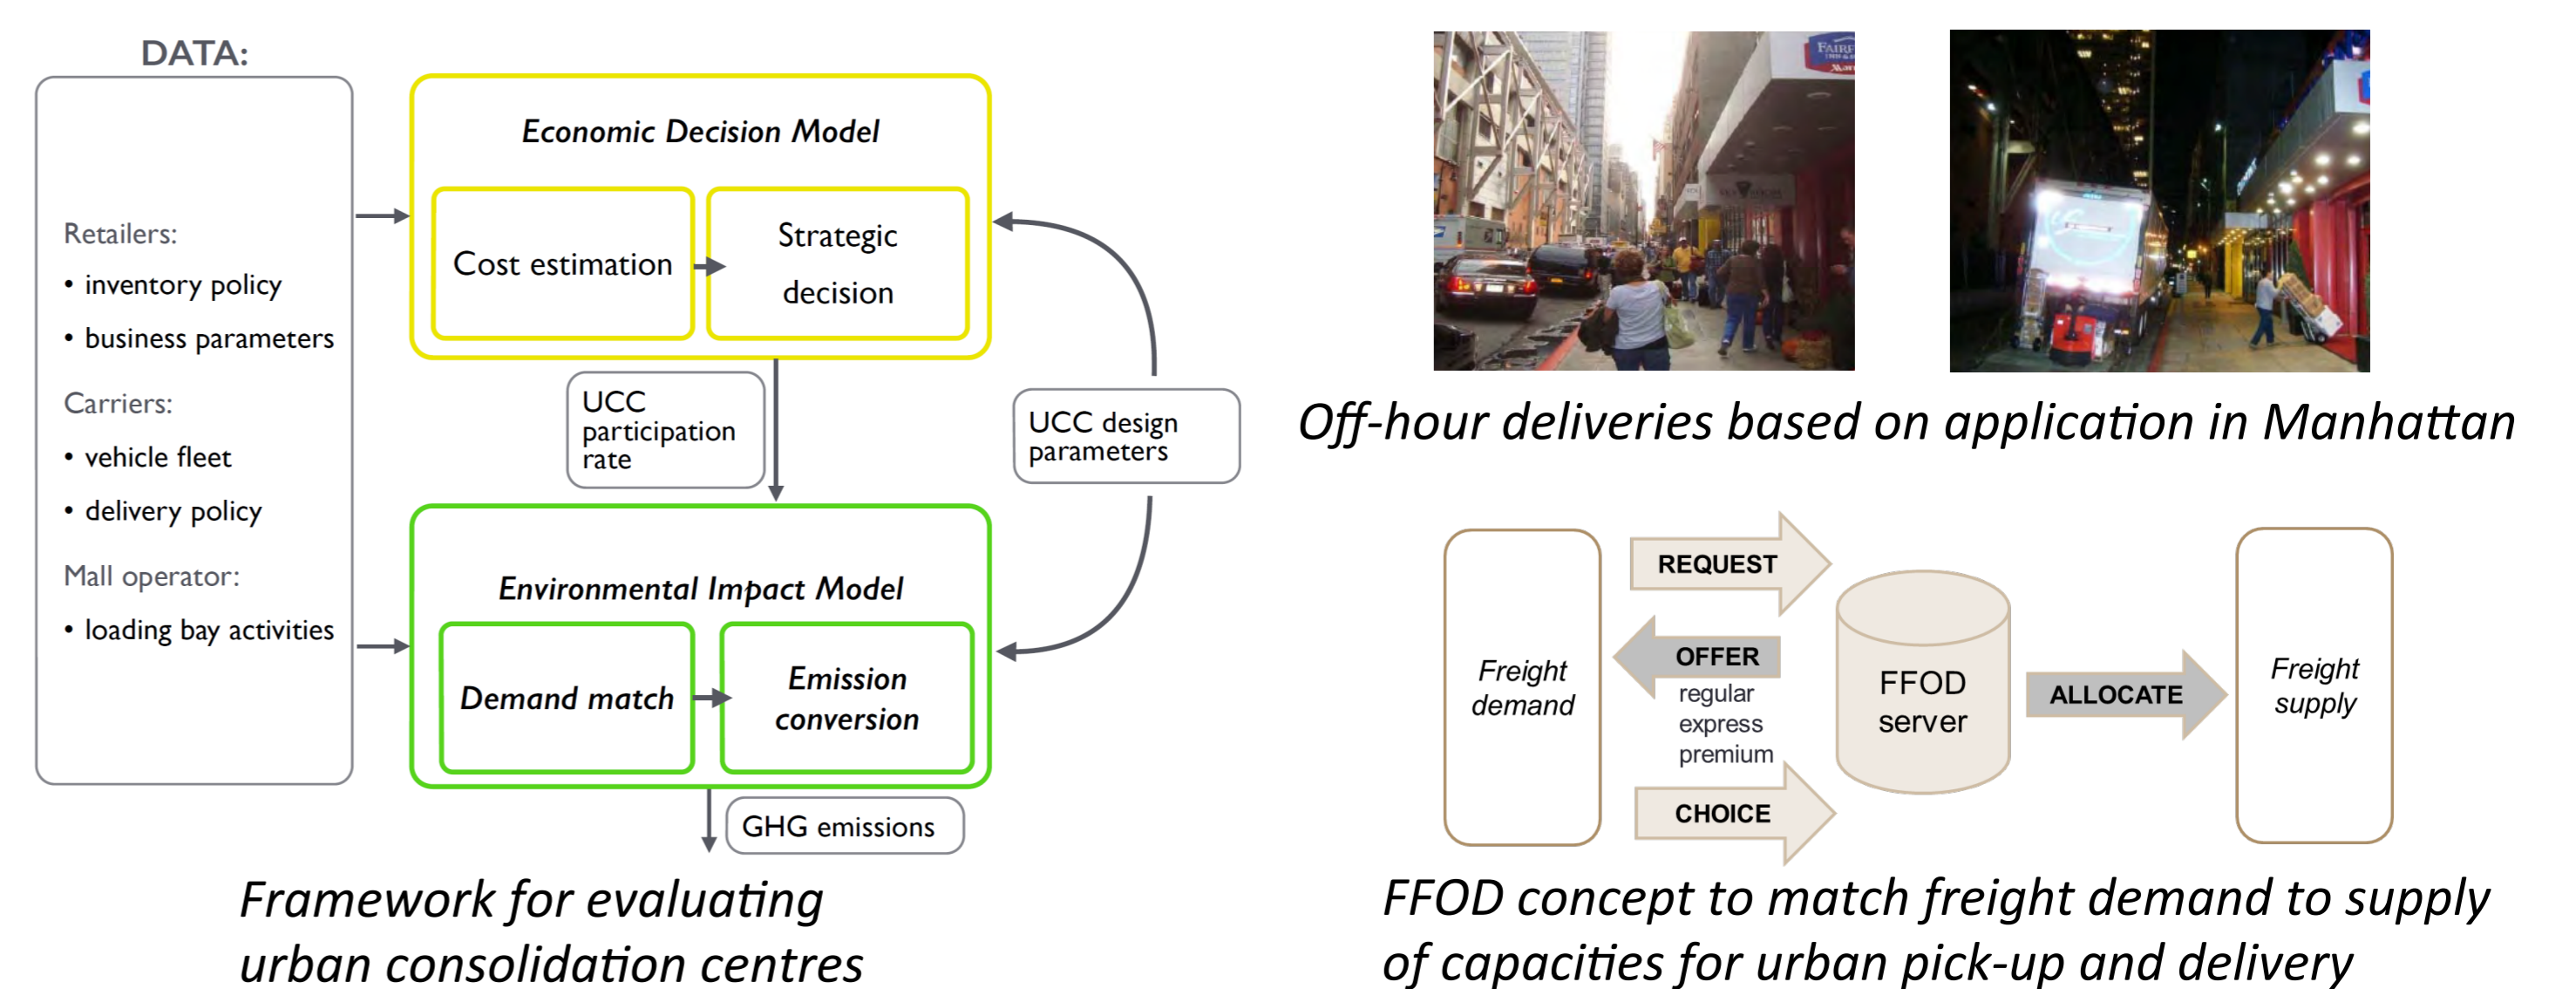 DATA:
Retailers:
• inventory policy
• business parameters
Carriers:
• vehicle fleet
• delivery policy
Mall operator:
• loading bay activities
Economic Decision Model
Cost estimation
Strategic
decision
UCC
participation
rate
UCC design
parameters
Environmental Impact Model
Demand match
Emission
conversion
GHG emissions
Framework for evaluating
urban consolidation centres
Off-hour deliveries based on application in Manhattan
Freight
demand
REQUEST
OFFER
regular
express
premium
CHOICE
FFOD
server
ALLOCATE
Freight
supply
FFOD concept to match freight demand to supply
of capacities for urban pick-up and delivery